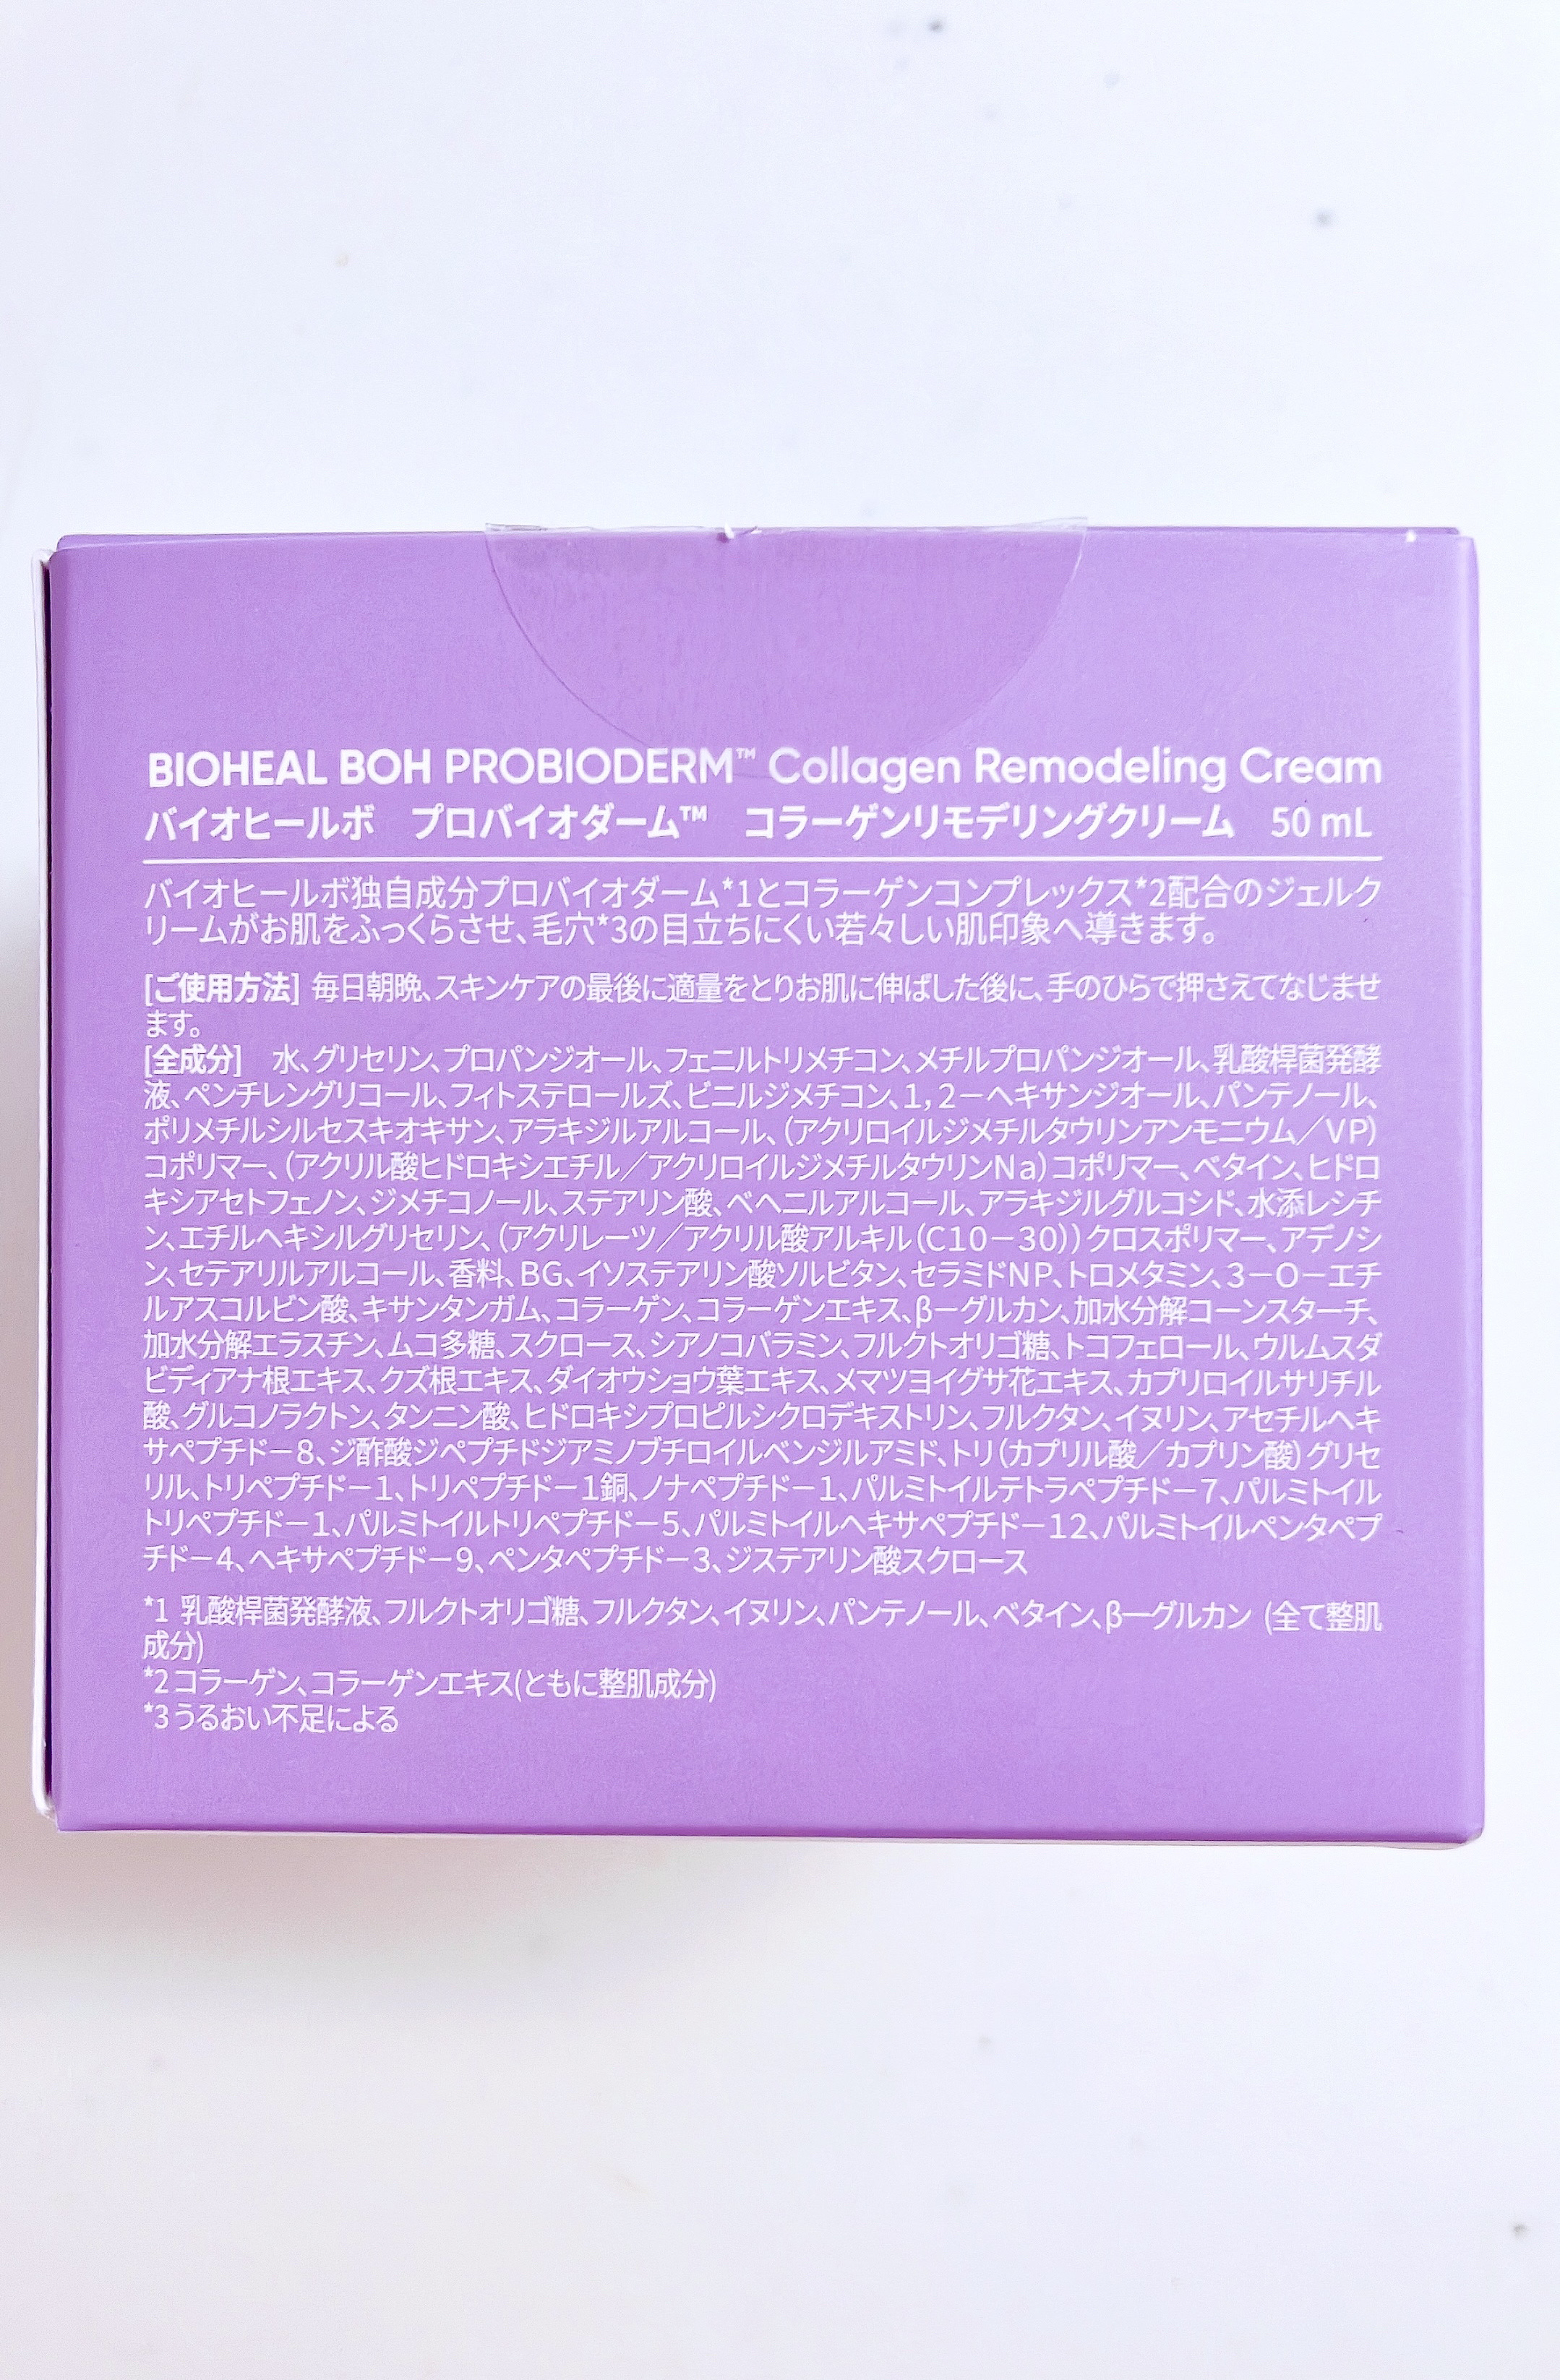 BIOHEAL BOH PROBIODERM™ Collagen Remodeling Cream
バイオヒールボ　プロバイオダーム™　コラーゲンリモデリングクリーム　50 mL
バイオヒールボ独自成分プロバイオダーム*1とコラーゲンコンプレックス*2配合のジェルク
リームがお肌をふっくらさせ、毛穴*3の目立ちにくい若々しい肌印象へ導きます。
[ご使用方法] 毎日朝晩、スキンケアの最後に適量をとりお肌に伸ばした後に、手のひらで押さえてなじませ
ます。
[全成分]　水、グリセリン、プロパンジオール、フェニルトリメチコン、メチルプロパンジオール、乳酸桿菌発酵
液、ペンチレングリコール、フィトステロールズ、ビニルジメチコン、1，2－ヘキサンジオール、パンテノール、
ポリメチルシルセスキオキサン、アラキジルアルコール、（アクリロイルジメチルタウリンアンモニウム／ＶＰ）
コポリマー、（アクリル酸ヒドロキシエチル／アクリロイルジメチルタウリンＮａ）コポリマー、ベタイン、ヒドロ
キシアセトフェノン、ジメチコノール、ステアリン酸、ベヘニルアルコール、アラキジルグルコシド、水添レシチ
ン、エチルヘキシルグリセリン、（アクリレーツ／アクリル酸アルキル（Ｃ１０－３０））クロスポリマー、アデノシ
ン、セテアリルアルコール、香料、ＢＧ、イソステアリン酸ソルビタン、セラミドＮＰ、トロメタミン、３－Ｏ－エチ
ルアスコルビン酸、キサンタンガム、コラーゲン、コラーゲンエキス、β－グルカン、加水分解コーンスターチ、
加水分解エラスチン、ムコ多糖、スクロース、シアノコバラミン、フルクトオリゴ糖、トコフェロール、ウルムスダ
ビディアナ根エキス、クズ根エキス、ダイオウショウ葉エキス、メマツヨイグサ花エキス、カプリロイルサリチル
酸、グルコノラクトン、タンニン酸、ヒドロキシプロピルシクロデキストリン、フルクタン、イヌリン、アセチルヘキ
サペプチド－８、ジ酢酸ジペプチドジアミノブチロイルベンジルアミド、トリ（カプリル酸／カプリン酸）グリセ
リル、トリペプチド－１、トリペプチド－１銅、ノナペプチド－１、パルミトイルテトラペプチド－７、パルミトイル
トリペプチド－１、パルミトイルトリペプチド－５、パルミトイルヘキサペプチド－１２、パルミトイルペンタペプ
チド－４、ヘキサペプチド－９、ペンタペプチド－３、ジステアリン酸スクロース
*1 乳酸桿菌発酵液、フルクトオリゴ糖、フルクタン、イヌリン、パンテノール、ベタイン、β―グルカン (全て整肌
成分)
*2コラーゲン、コラーゲンエキス(ともに整肌成分)
*3うるおい不足による